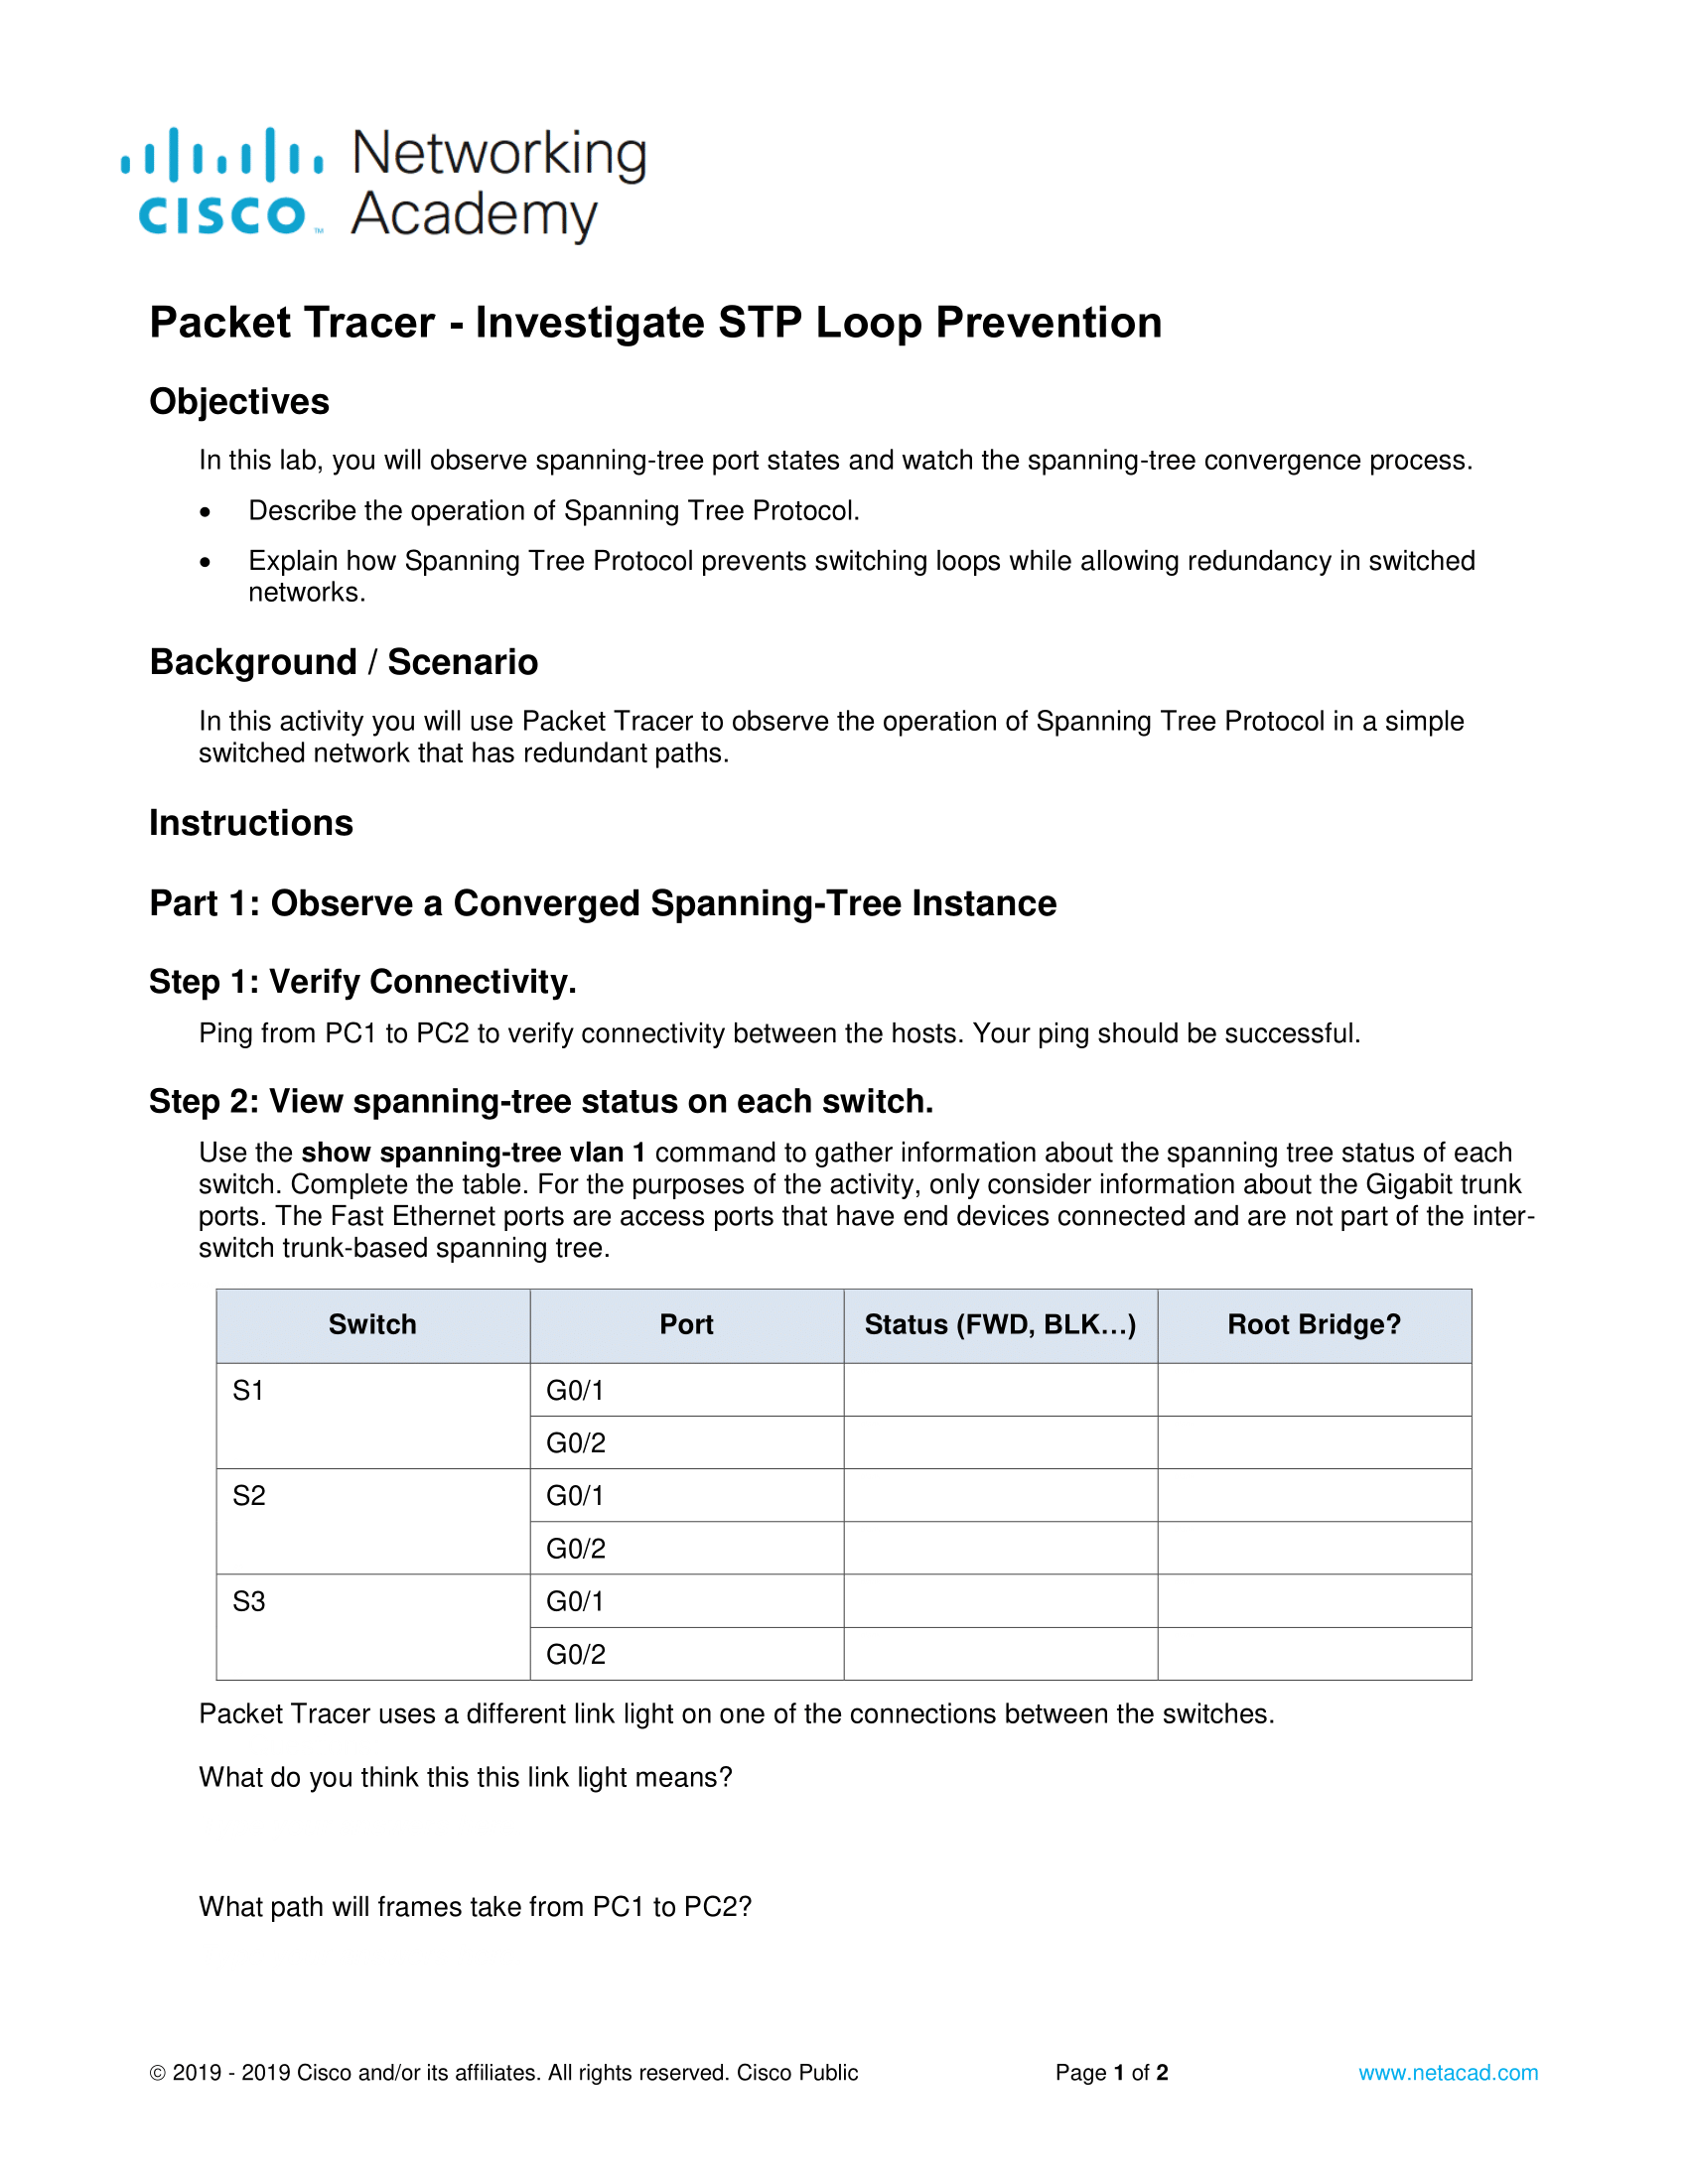 Networking
CISCO™ Academy
Packet Tracer - Investigate STP Loop Prevention
Objectives
In this lab, you will observe spanning-tree port states and watch the spanning-tree convergence process.
• Describe the operation of Spanning Tree Protocol.
• Explain how Spanning Tree Protocol prevents switching loops while allowing redundancy in switched
networks.
Background / Scenario
In this activity you will use Packet Tracer to observe the operation of Spanning Tree Protocol in a simple
switched network that has redundant paths.
Instructions
Part 1: Observe a Converged Spanning-Tree Instance
Step 1: Verify Connectivity.
Ping from PC1 to PC2 to verify connectivity between the hosts. Your ping should be successful.
Step 2: View spanning-tree status on each switch.
Use the show spanning-tree vlan 1 command to gather information about the spanning tree status of each
switch. Complete the table. For the purposes of the activity, only consider information about the Gigabit trunk
ports. The Fast Ethernet ports are access ports that have end devices connected and are not part of the inter-
switch trunk-based spanning tree.
Switch Port Status (FWD, BLK…) Root Bridge?
S1 G0/1
G0/2
S2 G0/1
G0/2
S3 G0/1
G0/2
Packet Tracer uses a different link light on one of the connections between the switches.
What do you think this this link light means?
What path will frames take from PC1 to PC2?
© 2019 - 2019 Cisco and/or its affiliates. All rights reserved. Cisco Public Page 1 of 2 www.netacad.com